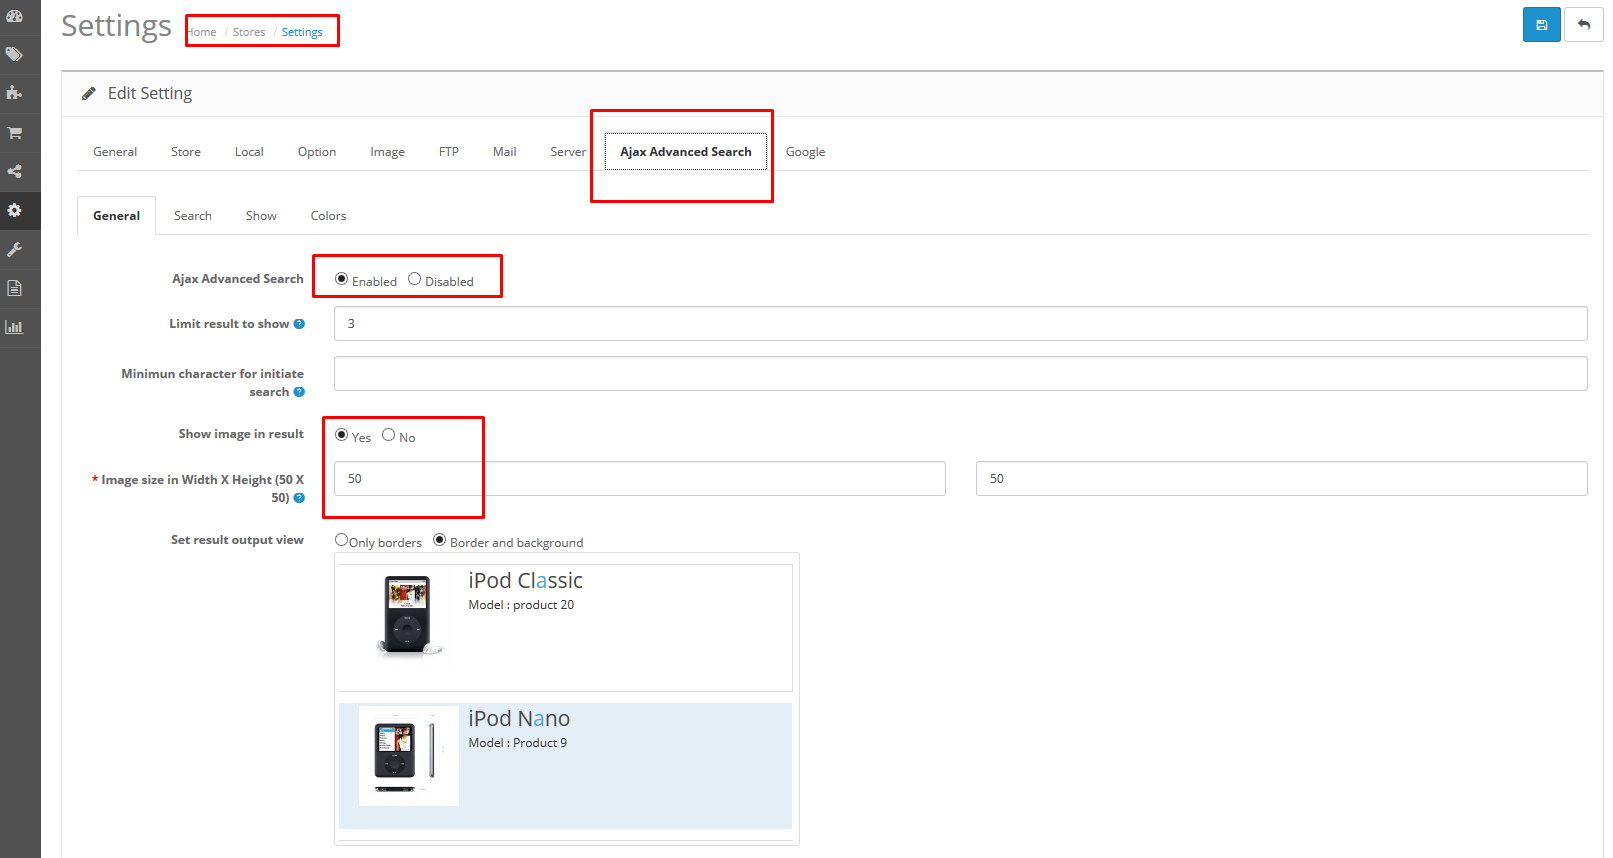 Settings Home / Stores / Settings
Edit Setting
General Store Local Option Image FTP Mail Server Ajax Advanced Search Google
General Search Show Colors
Ajax Advanced Search Enabled Disabled
Limit result to show ? 3
Minimun character for initiate
search ?
Show image in result Yes No
* Image size in Width X Height (50 X
50) ? 50 50
Set result output view Only borders Border and background
iPod Classic
Model : product 20
iPod Nano
Model : Product 9